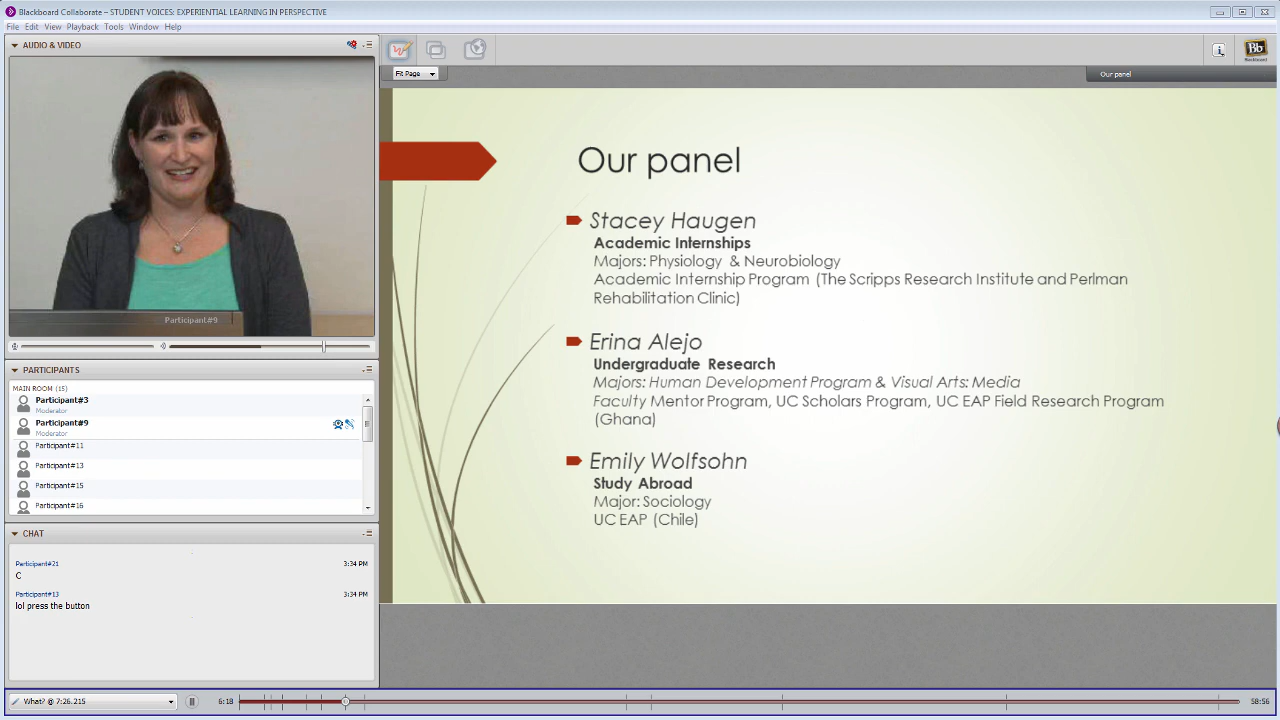 Blackboard Collaborate – STUDENT VOICES: EXPERIENTIAL LEARNING IN PERSPECTIVE
File Edit View Playback Tools Window Help
AUDIO & VIDEO
Participant#9
PARTICIPANTS
MAIN ROOM (15)
Participant#3
Moderator
Participant#9
Moderator
Participant#11
Participant#13
Participant#15
Participant#16
CHAT
Participant#21 3:34 PM
C
Participant#13 3:34 PM
lol press the button
Fit Page
Bb
Blackboard
Our panel
Our panel
Stacey Haugen
Academic Internships
Majors: Physiology & Neurobiology
Academic Internship Program (The Scripps Research Institute and Perlman
Rehabilitation Clinic)
Erina Alejo
Undergraduate Research
Majors: Human Development Program & Visual Arts: Media
Faculty Mentor Program, UC Scholars Program, UC EAP Field Research Program
(Ghana)
Emily Wolfsohn
Study Abroad
Major: Sociology
UC EAP (Chile)
What? @ 7:26.215
6:18
58:56